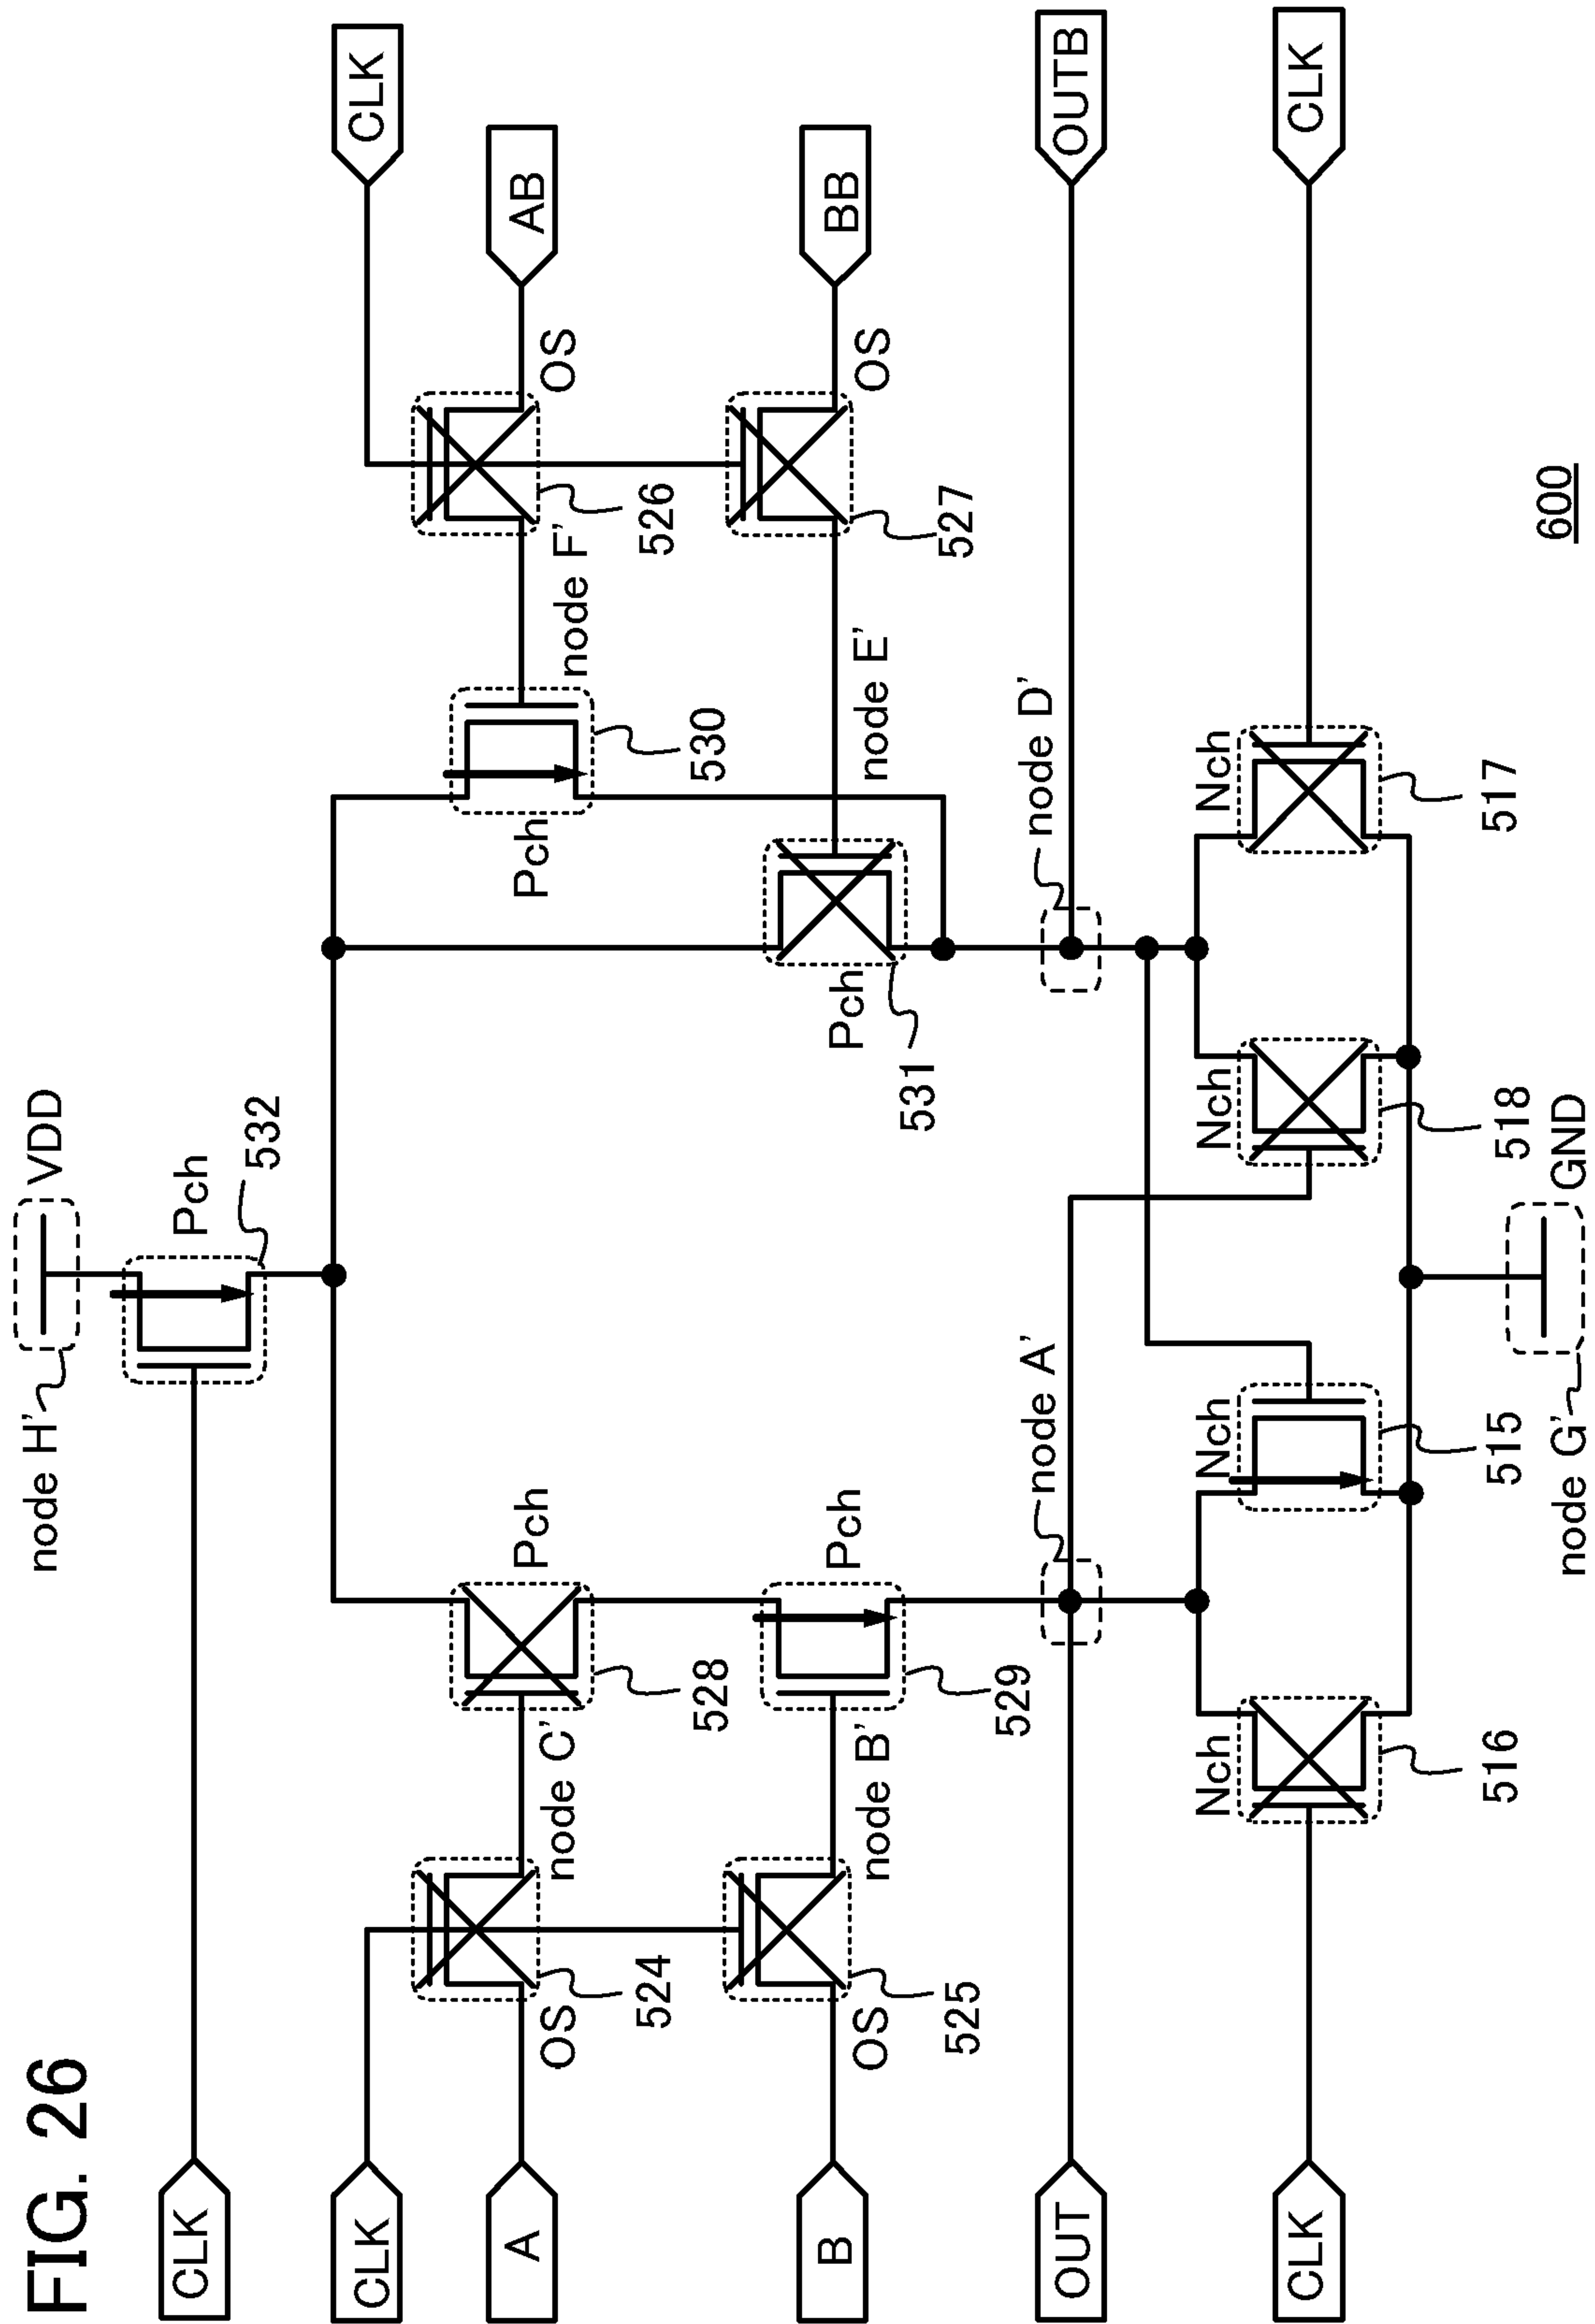 FIG. 26
node H'
VDD
CLK
Pch
532
CLK
CLK
A
OS
524
node C'
Pch
528
Pch
530
node F'
526
OS
AB
B
OS
525
node B'
Pch
529
Pch
531
node E'
527
OS
BB
OUT
node A'
node D'
OUTB
CLK
Nch
516
Nch
515
Nch
518
Nch
517
CLK
node G'
GND
600